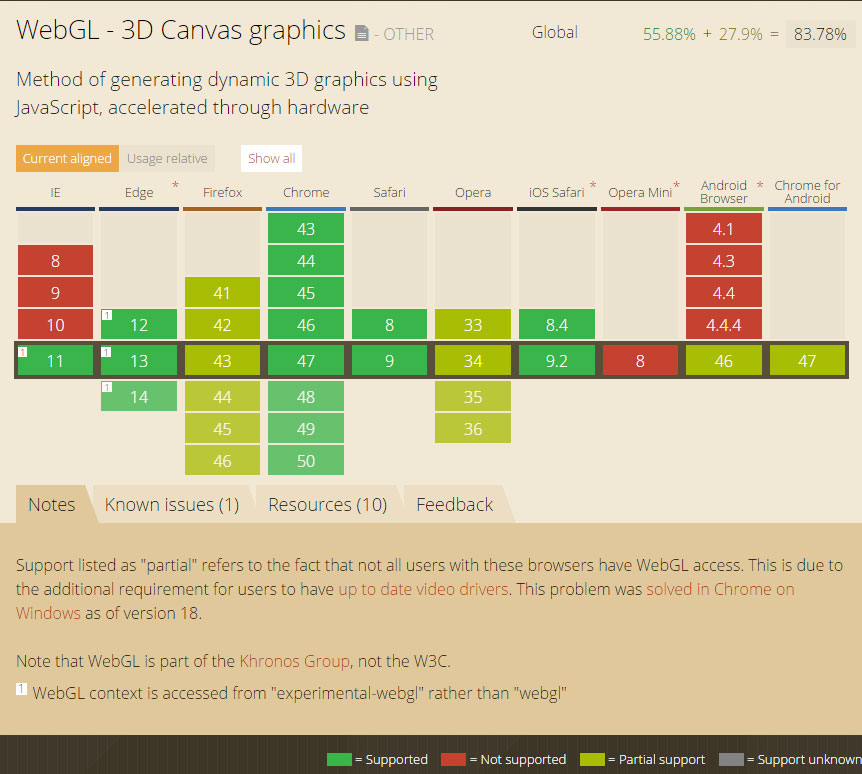 WebGL - 3D Canvas graphics - OTHER Global 55.88% + 27.9% = 83.78%
Method of generating dynamic 3D graphics using
JavaScript, accelerated through hardware
Current aligned Usage relative Show all
IE Edge * Firefox Chrome Safari Opera iOS Safari * Opera Mini * Android Browser * Chrome for Android
43 4.1
8 44 4.3
9 41 45 4.4
10 1 12 42 46 8 33 8.4 4.4.4
1 11 1 13 43 47 9 34 9.2 8 46 47
1 14 44 48 35
45 49 36
46 50
Notes Known issues (1) Resources (10) Feedback
Support listed as "partial" refers to the fact that not all users with these browsers have WebGL access. This is due to
the additional requirement for users to have up to date video drivers. This problem was solved in Chrome on
Windows as of version 18.
Note that WebGL is part of the Khronos Group, not the W3C.
1 WebGL context is accessed from "experimental-webgl" rather than "webgl"
= Supported = Not supported = Partial support = Support unknown